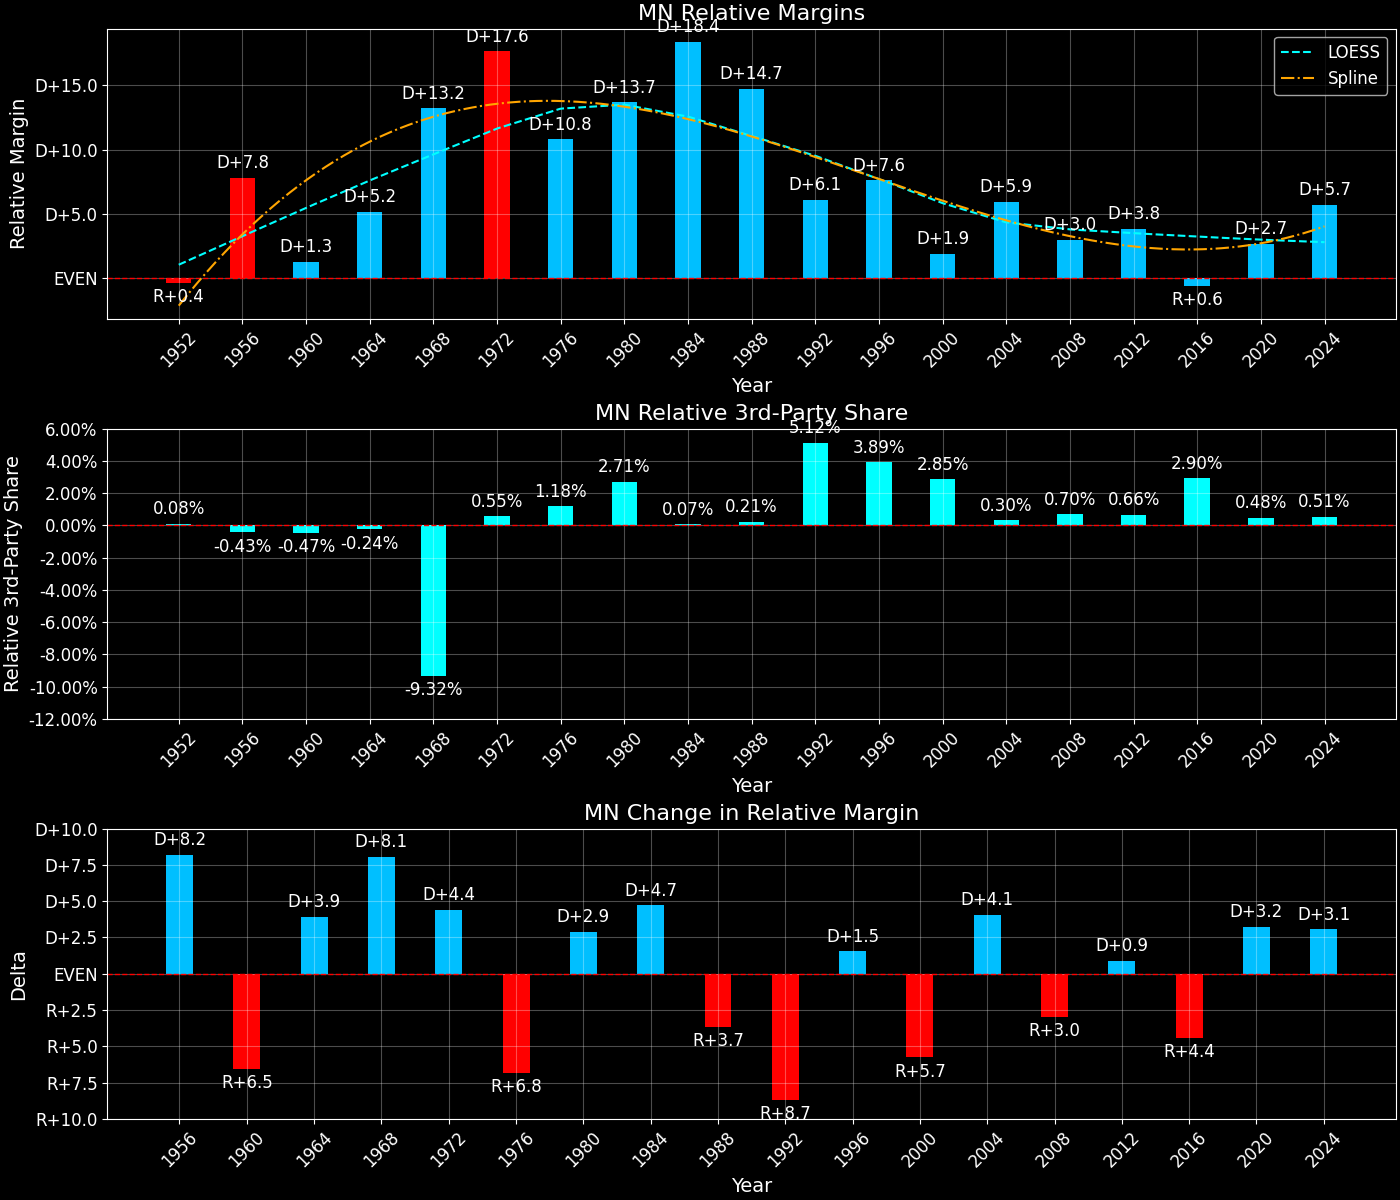 MN Relative Margins
Relative Margin
D+15.0
D+10.0
D+5.0
EVEN
R+0.4
D+7.8
D+1.3
D+5.2
D+13.2
D+17.6
D+10.8
D+13.7
D+18.4
D+14.7
D+6.1
D+7.6
D+1.9
D+5.9
D+3.0
D+3.8
R+0.6
D+2.7
D+5.7
LOESS
Spline
1952 1956 1960 1964 1968 1972 1976 1980 1984 1988 1992 1996 2000 2004 2008 2012 2016 2020 2024
Year
MN Relative 3rd-Party Share
Relative 3rd-Party Share
6.00%
4.00%
2.00%
0.00%
-2.00%
-4.00%
-6.00%
-8.00%
-10.00%
-12.00%
0.08%
-0.43%
-0.47%
-0.24%
-9.32%
0.55%
1.18%
2.71%
0.07%
0.21%
5.12%
3.89%
2.85%
0.30%
0.70%
0.66%
2.90%
0.48%
0.51%
1952 1956 1960 1964 1968 1972 1976 1980 1984 1988 1992 1996 2000 2004 2008 2012 2016 2020 2024
Year
MN Change in Relative Margin
Delta
D+10.0
D+7.5
D+5.0
D+2.5
EVEN
R+2.5
R+5.0
R+7.5
R+10.0
D+8.2
R+6.5
D+3.9
D+8.1
D+4.4
R+6.8
D+2.9
D+4.7
R+3.7
R+8.7
D+1.5
R+5.7
D+4.1
R+3.0
D+0.9
R+4.4
D+3.2
D+3.1
1956 1960 1964 1968 1972 1976 1980 1984 1988 1992 1996 2000 2004 2008 2012 2016 2020 2024
Year